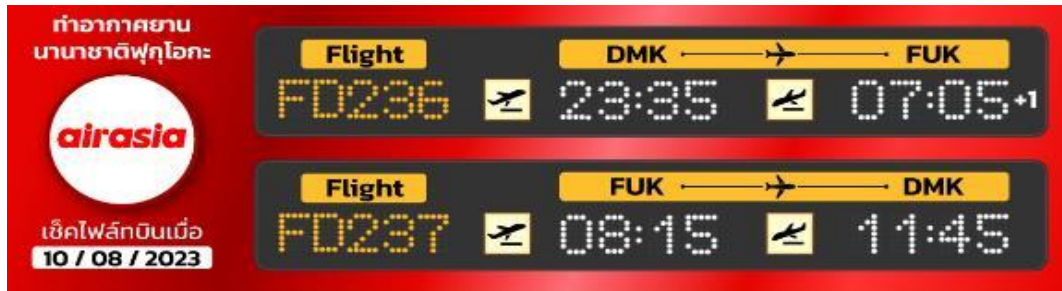 ท่าอากาศยาน
นานาชาติฟุกุโอกะ
airasia
เช็คไฟล์ทบินเมื่อ
10 / 08 / 2023
Flight DMK FUK
FD236 23:35 07:05+1
Flight FUK DMK
FD237 08:15 11:45